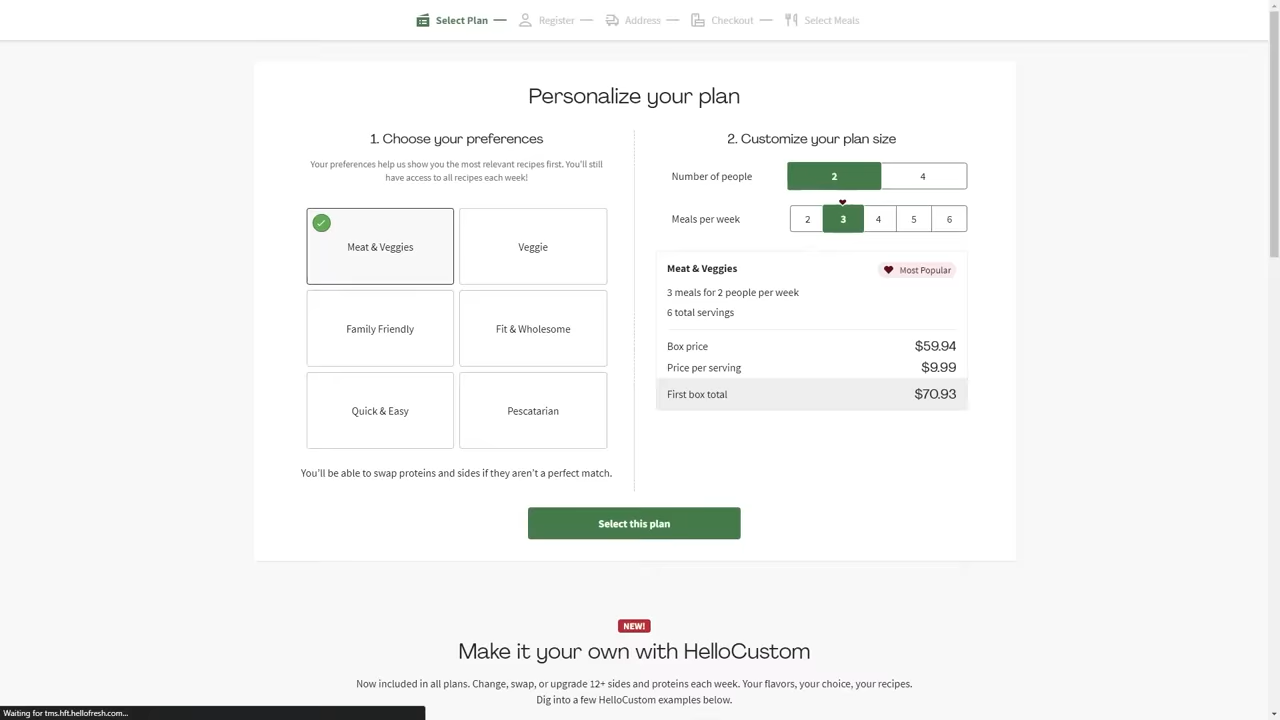 Select Plan
Register
Address
Checkout
Select Meals
Personalize your plan
1. Choose your preferences
Your preferences help us show you the most relevant recipes first. You'll still
have access to all recipes each week!
Meat & Veggies
Veggie
Family Friendly
Fit & Wholesome
Quick & Easy
Pescatarian
You'll be able to swap proteins and sides if they aren't a perfect match.
2. Customize your plan size
Number of people
2
4
Meals per week
2
3
4
5
6
Meat & Veggies
Most Popular
3 meals for 2 people per week
6 total servings
Box price
$59.94
Price per serving
$9.99
First box total
$70.93
Select this plan
NEW!
Make it your own with HelloCustom
Now included in all plans. Change, swap, or upgrade 12+ sides and proteins each week. Your flavors, your choice, your recipes.
Dig into a few HelloCustom examples below.
Waiting for tms.hft.hellofresh.com...